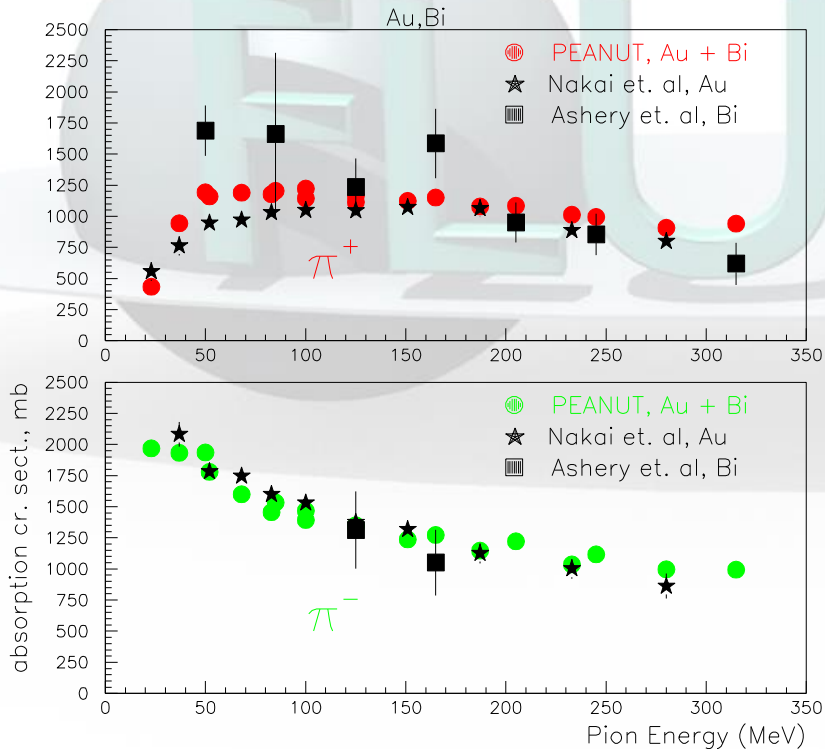 Au,Bi
2500
2250
2000
1750
1500
1250
1000
750
500
250
0
PEANUT, Au + Bi
Nakai et. al, Au
Ashery et. al, Bi
π +
0 50 100 150 200 250 300 350
absorption cr. sect., mb
2500
2250
2000
1750
1500
1250
1000
750
500
250
0
PEANUT, Au + Bi
Nakai et. al, Au
Ashery et. al, Bi
π −
0 50 100 150 200 250 300 350
Pion Energy (MeV)